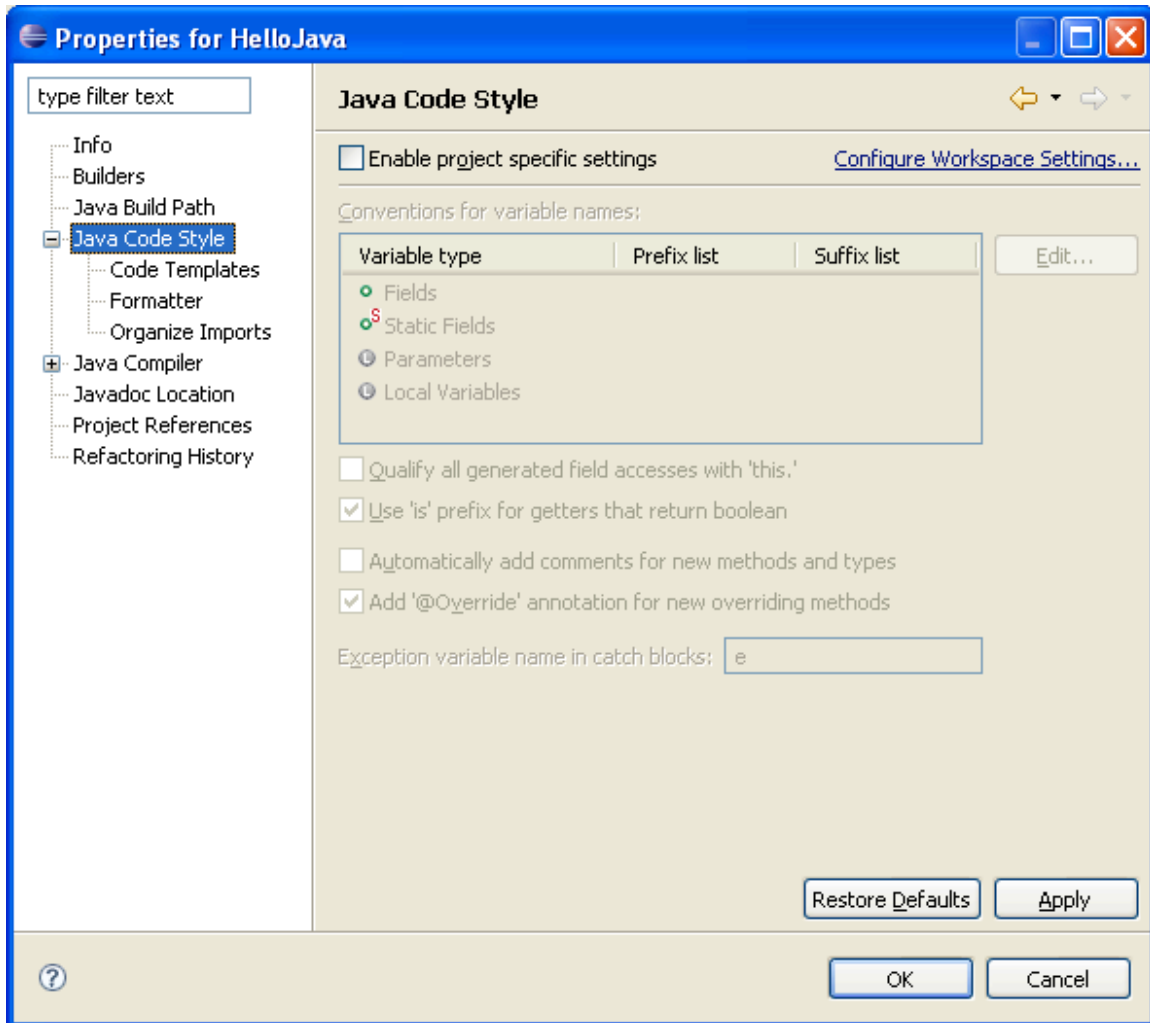 Properties for HelloJava
type filter text
Info
Builders
Java Build Path
Java Code Style
Code Templates
Formatter
Organize Imports
Java Compiler
Javadoc Location
Project References
Refactoring History
Java Code Style
Enable project specific settings Configure Workspace Settings...
Conventions for variable names:
Variable type Prefix list Suffix list Edit...
Fields
S Static Fields
L Parameters
L Local Variables
Qualify all generated field accesses with 'this.'
Use 'is' prefix for getters that return boolean
Automatically add comments for new methods and types
Add '@Override' annotation for new overriding methods
Exception variable name in catch blocks: e
Restore Defaults Apply
? OK Cancel